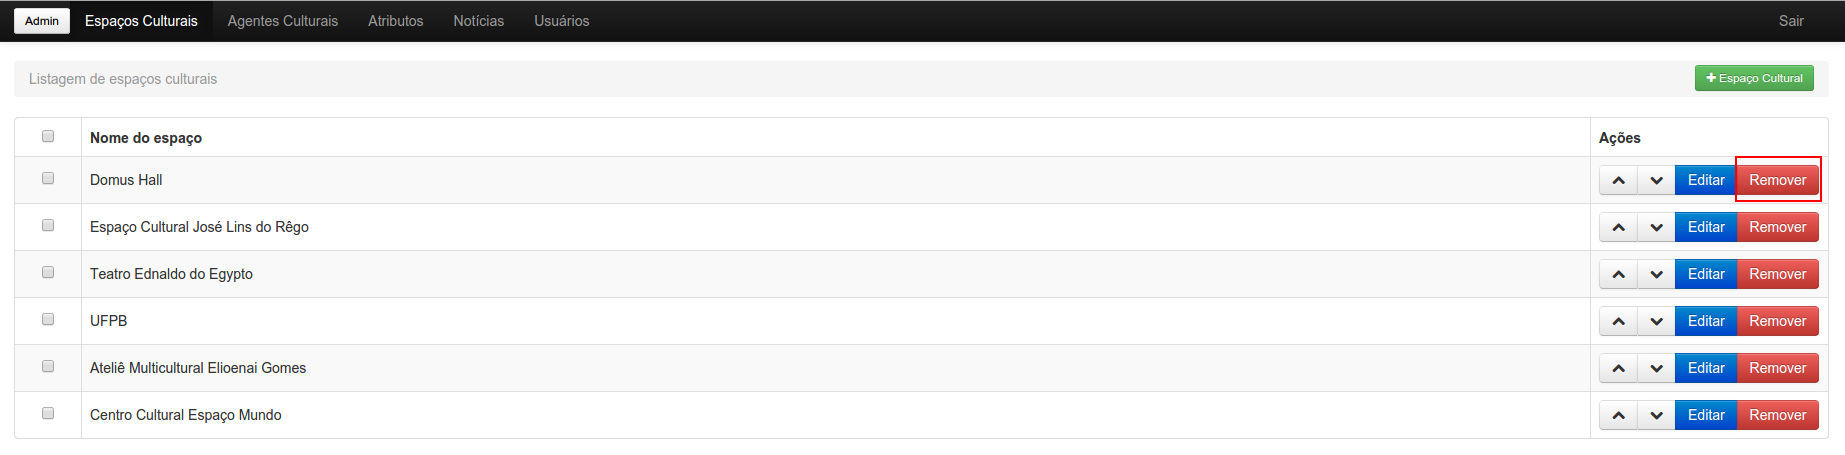 Admin Espaços Culturais Agentes Culturais Atributos Notícias Usuários Sair
Listagem de espaços culturais + Espaço Cultural
Nome do espaço Ações
Domus Hall Editar Remover
Espaço Cultural José Lins do Rêgo Editar Remover
Teatro Ednaldo do Egypto Editar Remover
UFPB Editar Remover
Ateliê Multicultural Elioenai Gomes Editar Remover
Centro Cultural Espaço Mundo Editar Remover